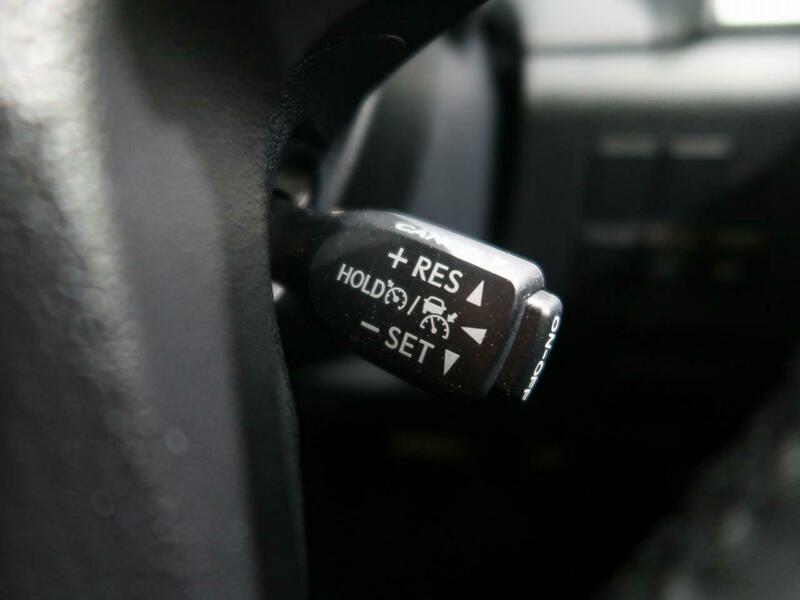 + RES
HOLD /
− SET
ON-OFF